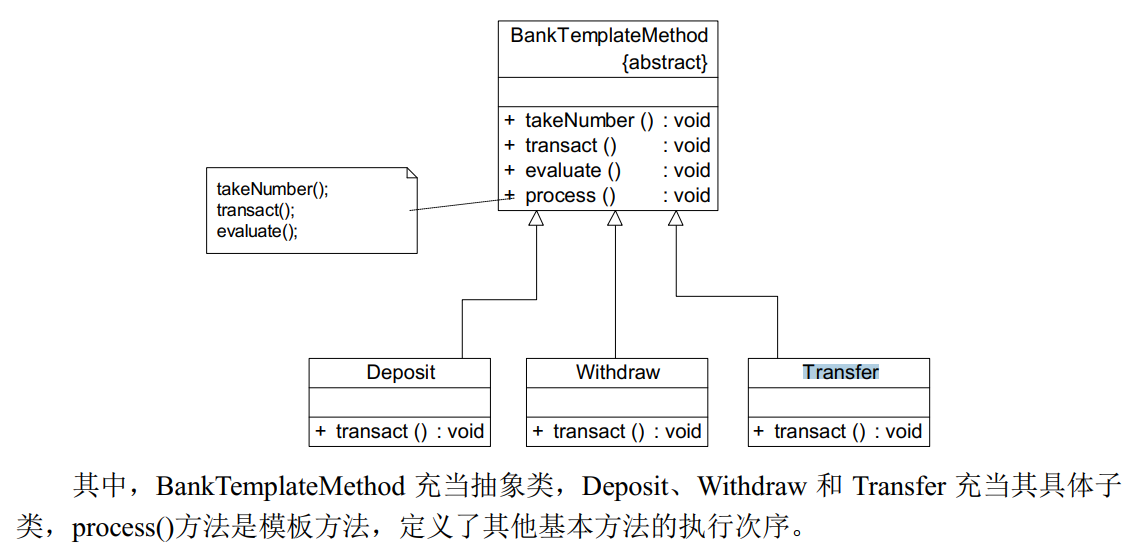 BankTemplateMethod
{abstract}
+ takeNumber () : void
+ transact () : void
+ evaluate () : void
+ process () : void
takeNumber();
transact();
evaluate();
Deposit
+ transact () : void
Withdraw
+ transact () : void
Transfer
+ transact () : void
其中，BankTemplateMethod 充当抽象类，Deposit、Withdraw 和 Transfer 充当其具体子
类，process()方法是模板方法，定义了其他基本方法的执行次序。